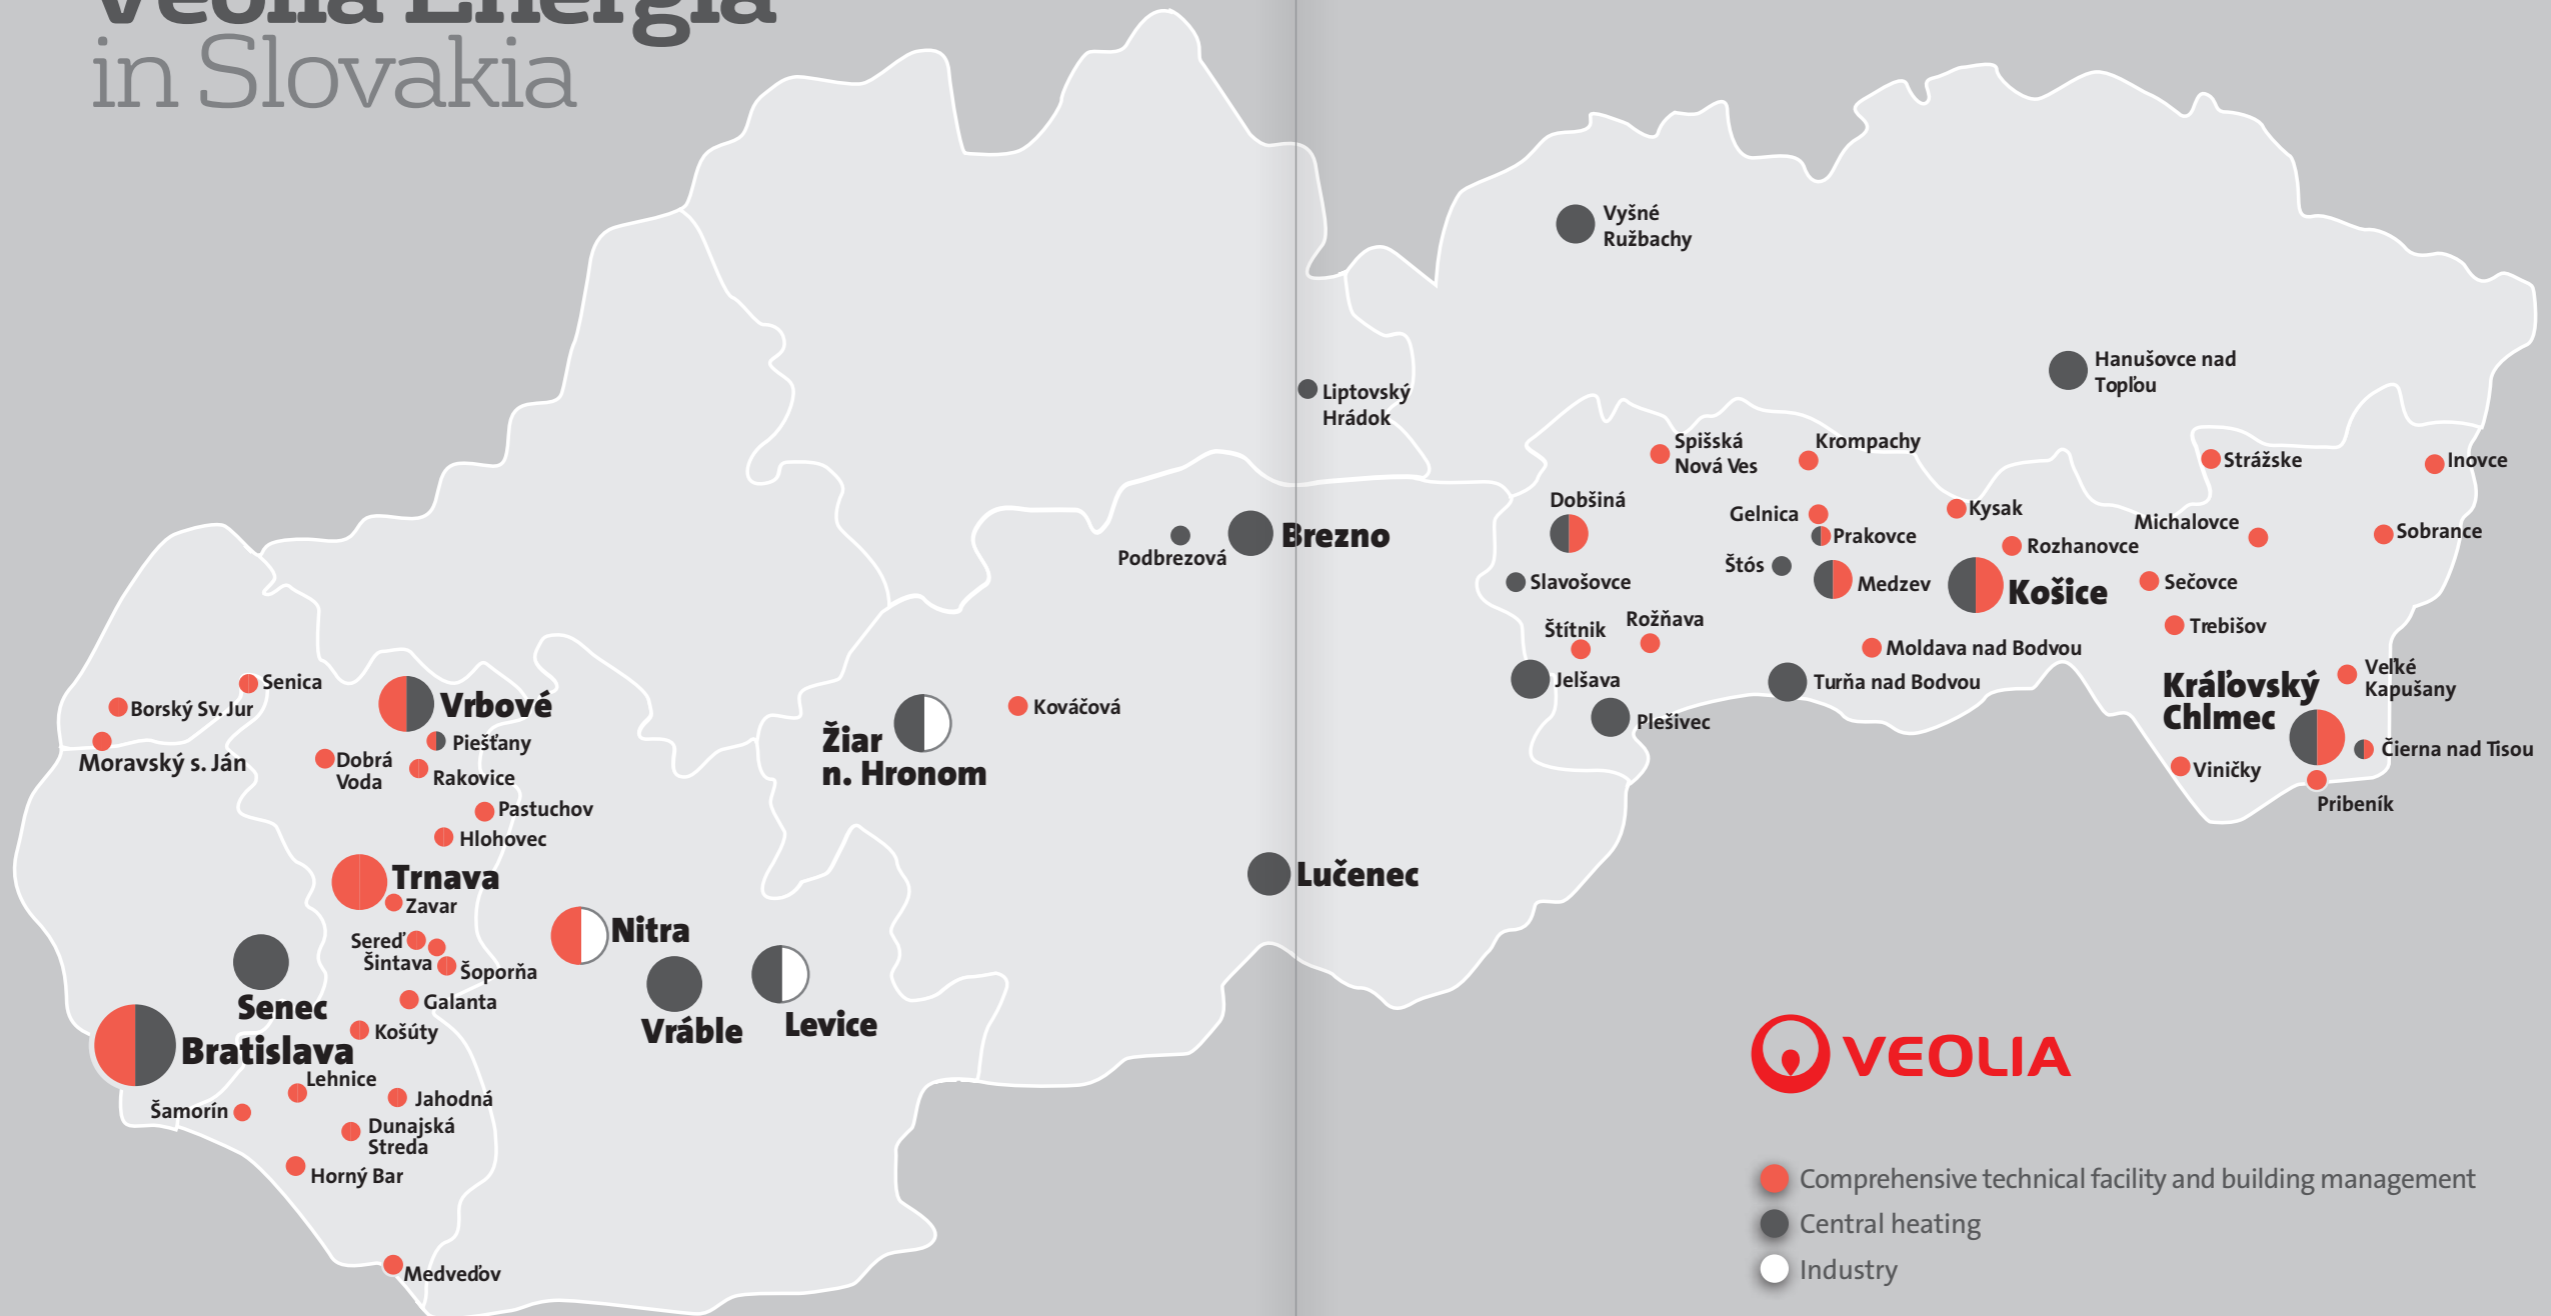 Veolia Energia
in Slovakia
Vyšné
Ružbachy
Hanušovce nad
Topľou
Liptovský
Hrádok
Spišská
Nová Ves
Krompachy
Strážske
Inovce
Dobšiná
Gelnica
Kysak
Michalovce
Sobrance
Podbrezová
Brezno
Prakovce
Rozhanovce
Štós
Slavošovce
Medzev
Košice
Sečovce
Štítnik
Rožňava
Trebišov
Moldava nad Bodvou
Jelšava
Turňa nad Bodvou
Plešivec
Kráľovský
Chlmec
Veľké
Kapušany
Čierna nad Tisou
Viničky
Pribeník
Senica
Borský Sv. Jur
Moravský s. Ján
Vrbové
Piešťany
Dobrá
Voda
Rakovice
Pastuchov
Hlohovec
Kováčová
Žiar
n. Hronom
Trnava
Zavar
Lučenec
Sereď
Šintava
Šoporňa
Nitra
Senec
Galanta
Vráble
Levice
Košúty
Bratislava
Lehnice
Jahodná
Šamorín
Dunajská
Streda
Horný Bar
Medveďov
VEOLIA
Comprehensive technical facility and building management
Central heating
Industry